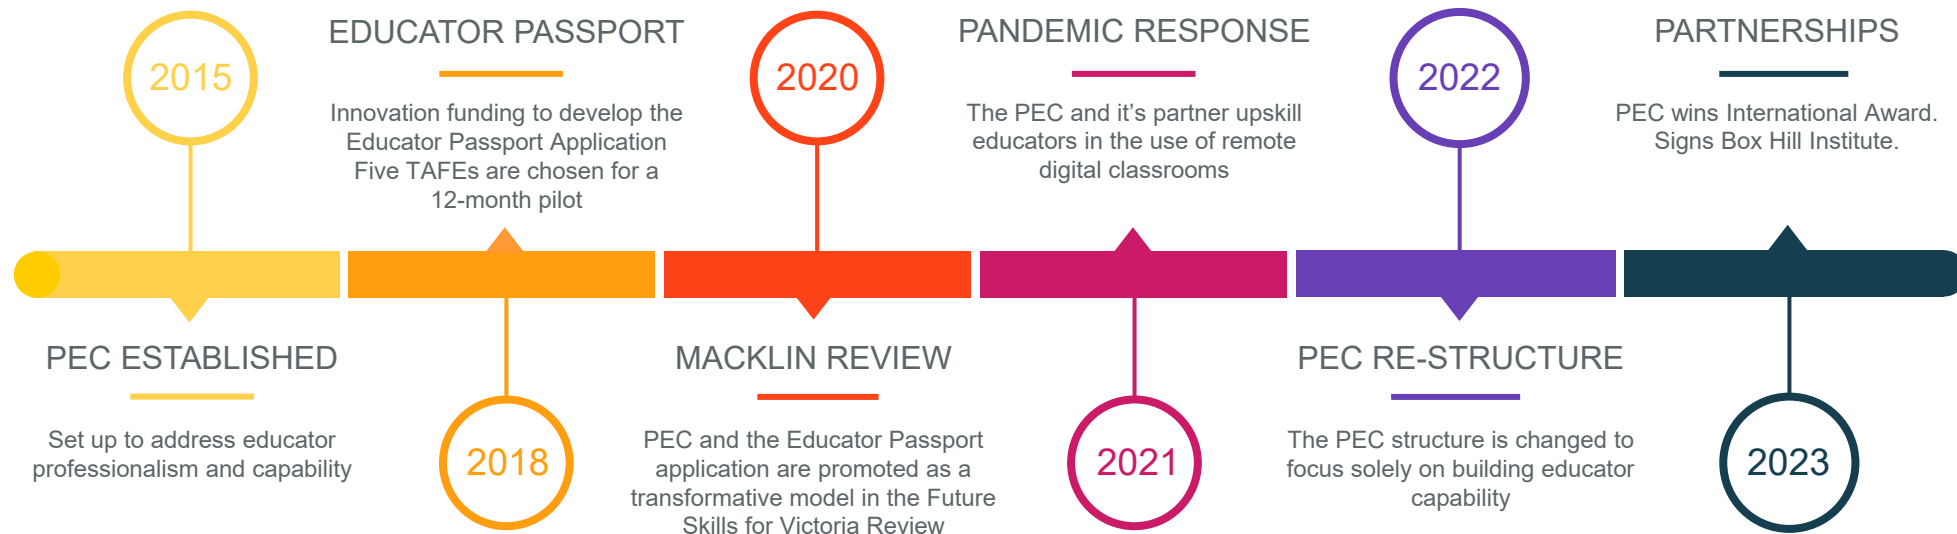 2015
PEC ESTABLISHED
Set up to address educator
professionalism and capability
EDUCATOR PASSPORT
Innovation funding to develop the
Educator Passport Application
Five TAFEs are chosen for a
12-month pilot
2018
2020
MACKLIN REVIEW
PEC and the Educator Passport
application are promoted as a
transformative model in the Future
Skills for Victoria Review
PANDEMIC RESPONSE
The PEC and it’s partner upskill
educators in the use of remote
digital classrooms
2021
2022
PEC RE-STRUCTURE
The PEC structure is changed to
focus solely on building educator
capability
PARTNERSHIPS
PEC wins International Award.
Signs Box Hill Institute.
2023